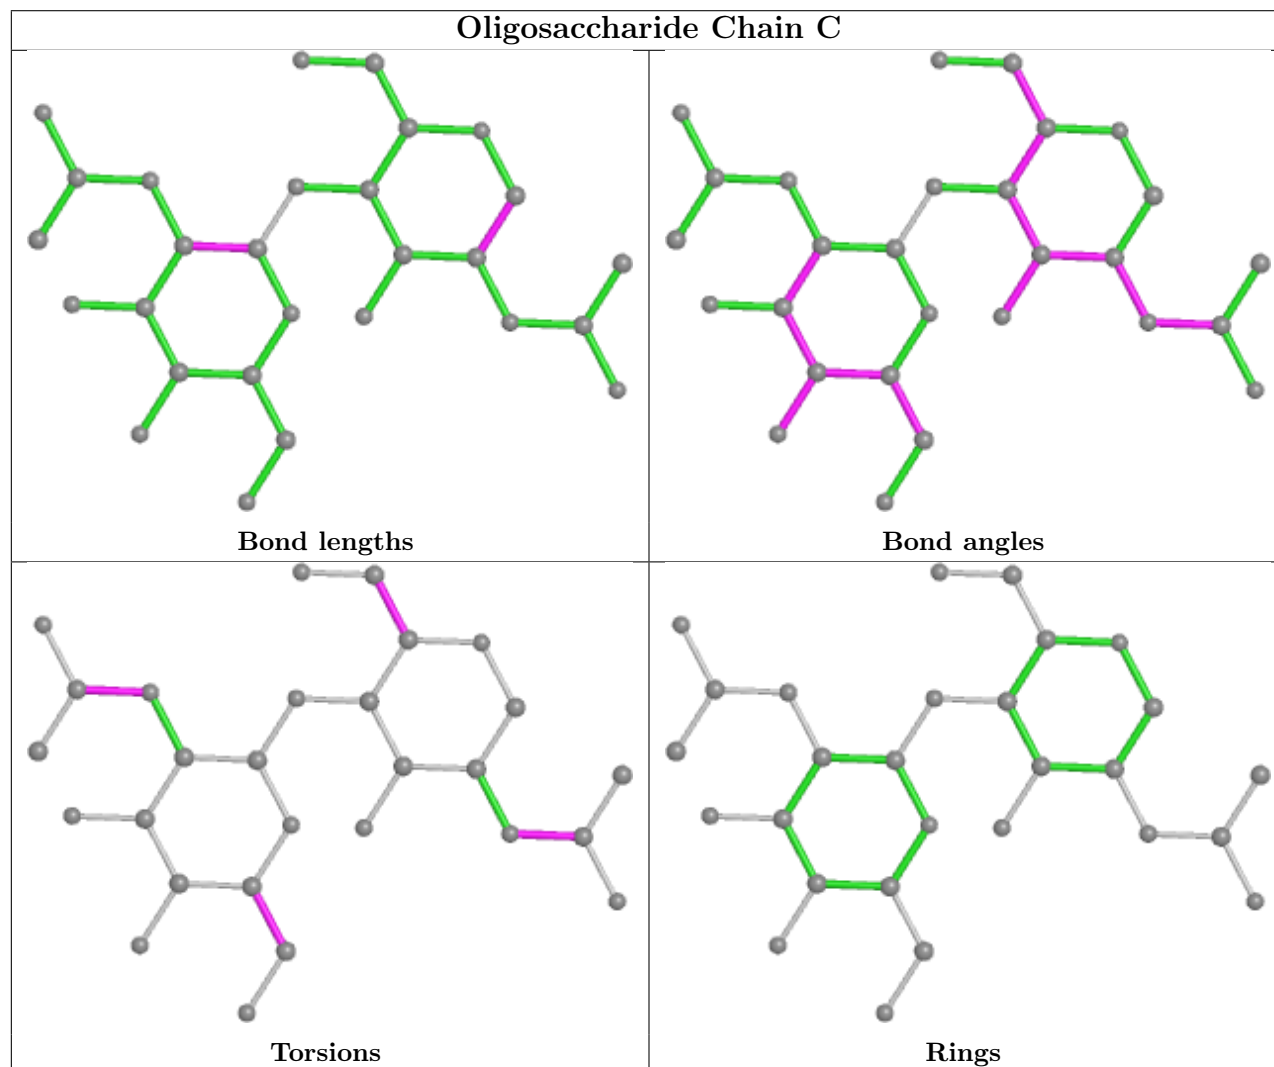 Oligosaccharide Chain C
Bond lengths
Bond angles
Torsions
Rings